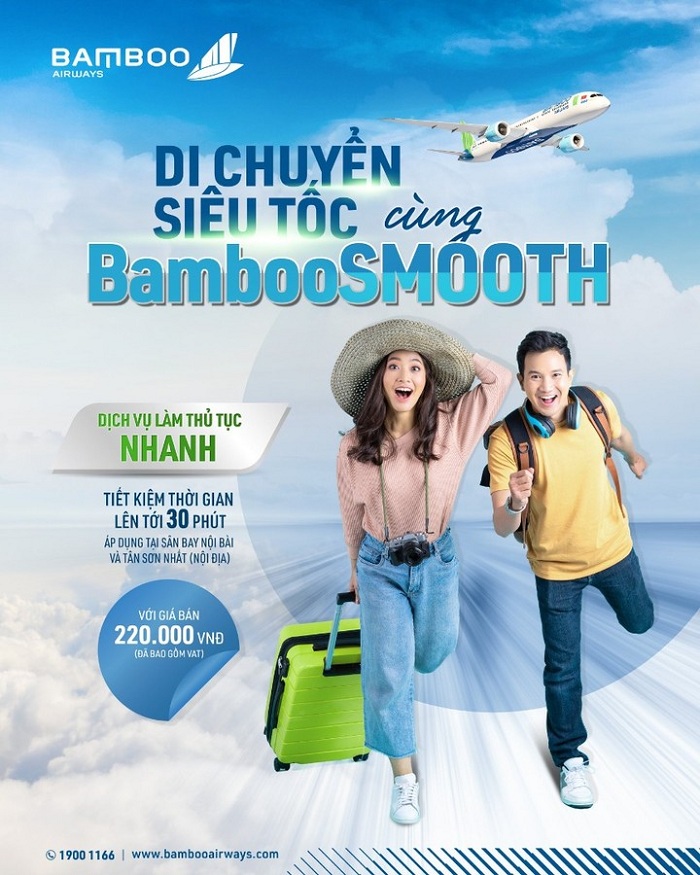 BAMBOO
AIRWAYS
DI CHUYỂN
SIÊU TỐC cùng
BambooSMOOTH
DỊCH VỤ LÀM THỦ TỤC
NHANH
TIẾT KIỆM THỜI GIAN
LÊN TỚI 30 PHÚT
ÁP DỤNG TẠI SÂN BAY NỘI BÀI
VÀ TÂN SƠN NHẤT (NỘI ĐỊA)
VỚI GIÁ BÁN
220.000 VNĐ
(ĐÃ BAO GỒM VAT)
1900 1166 | www.bambooairways.com